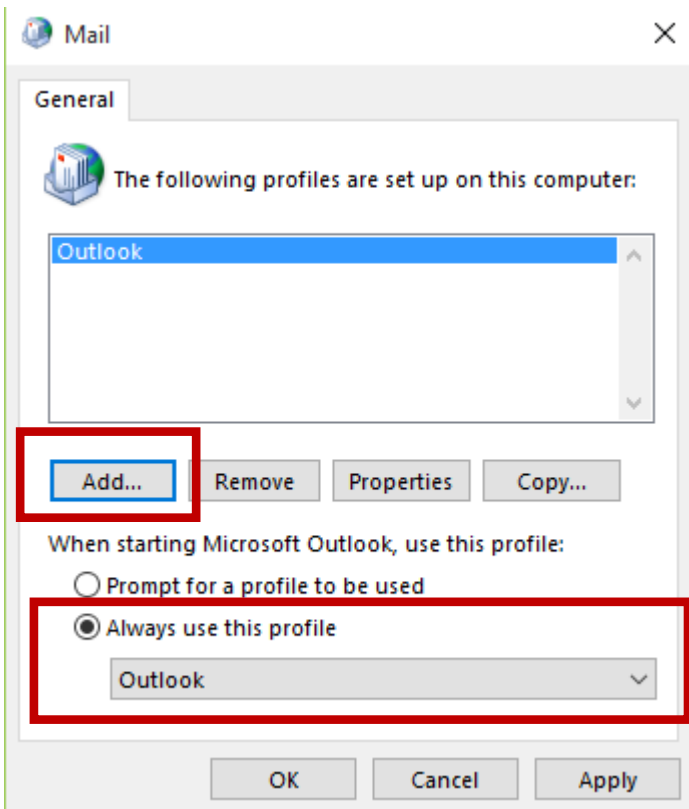 Mail
General
The following profiles are set up on this computer:
Outlook
Add... Remove Properties Copy...
When starting Microsoft Outlook, use this profile:
Prompt for a profile to be used
Always use this profile
Outlook
OK Cancel Apply